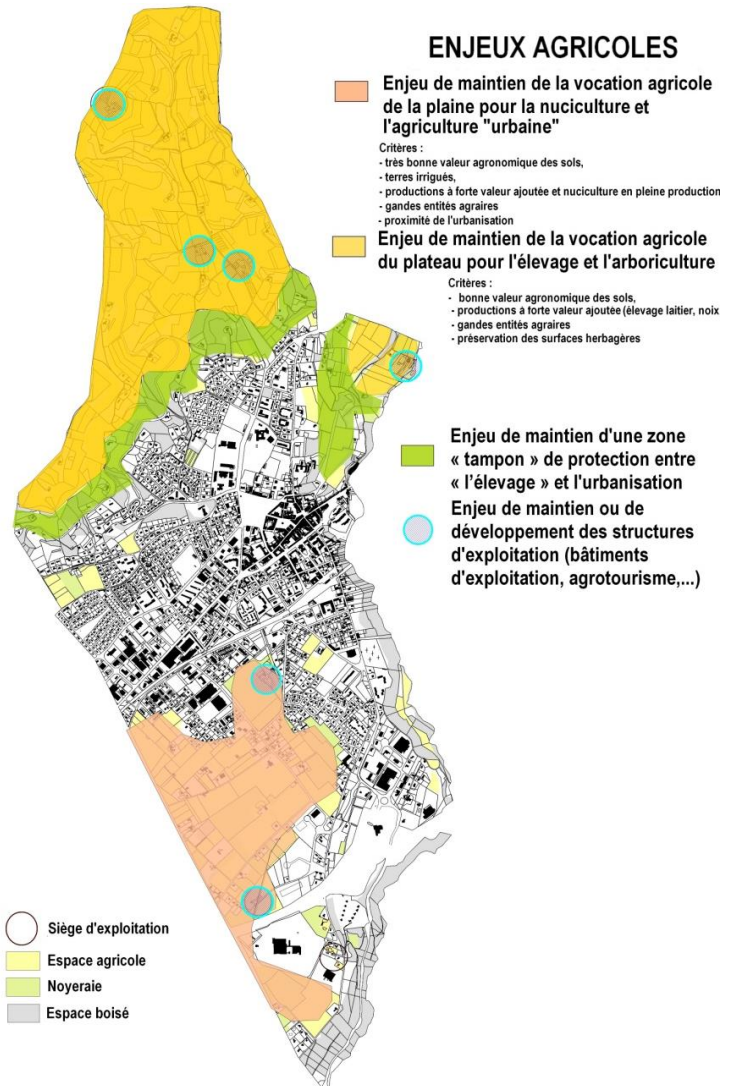 ENJEUX AGRICOLES
Enjeu de maintien de la vocation agricole
de la plaine pour la nuciculture et
l'agriculture "urbaine"
Critères :
- très bonne valeur agronomique des sols,
- terres irrigués,
- productions à forte valeur ajoutée et nuciculture en pleine production
- gandes entités agraires
- proximité de l'urbanisation
Enjeu de maintien de la vocation agricole
du plateau pour l'élevage et l'arboriculture
Critères :
- bonne valeur agronomique des sols,
- productions à forte valeur ajoutée (élevage laitier, noix
- gandes entités agraires
- préservation des surfaces herbagères
Enjeu de maintien d'une zone
« tampon » de protection entre
« l'élevage » et l'urbanisation
Enjeu de maintien ou de
développement des structures
d'exploitation (bâtiments
d'exploitation, agrotourisme,...)
Siège d'exploitation
Espace agricole
Noyeraie
Espace boisé